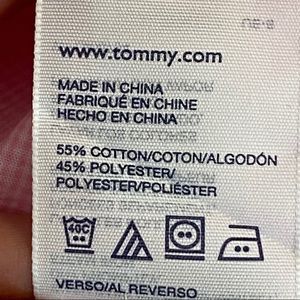 www.tommy.com
MADE IN CHINA
FABRIQUÉ EN CHINE
HECHO EN CHINA
55% COTTON/COTON/ALGODÓN
45% POLYESTER/
POLYESTER/POLIÉSTER
40C
VERSO/AU REVERSO